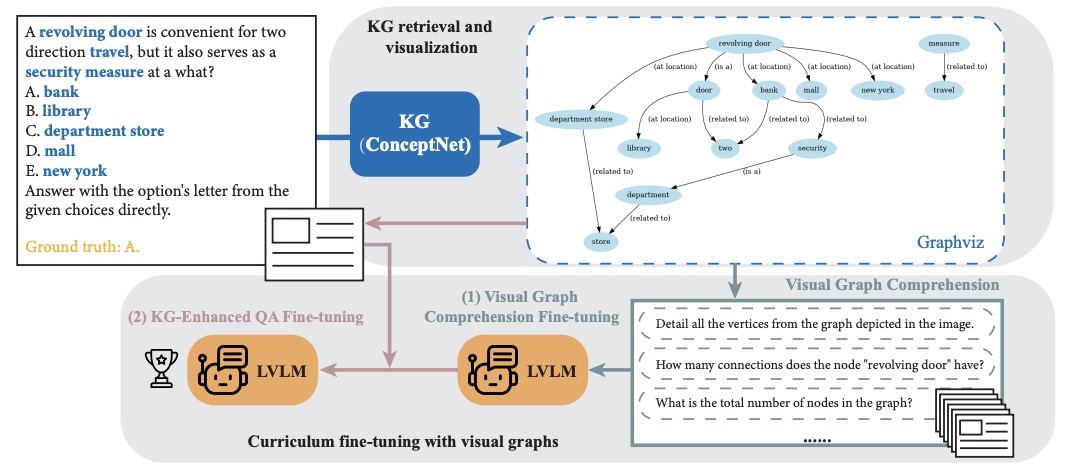 A revolving door is convenient for two
direction travel, but it also serves as a
security measure at a what?
A. bank
B. library
C. department store
D. mall
E. new york
Answer with the option's letter from the
given choices directly.
Ground truth: A.
KG retrieval and
visualization
KG
(ConceptNet)
revolving door
measure
(at location)
(is a)
(at location)
(at location)
(at location)
(related to)
door
bank
mall
new york
travel
department store
(at location)
(related to)
(related to)
(related to)
library
two
security
(related to)
(is a)
department
(related to)
store
Graphviz
Visual Graph Comprehension
Detail all the vertices from the graph depicted in the image.
How many connections does the node "revolving door" have?
What is the total number of nodes in the graph?
......
(1) Visual Graph
Comprehension Fine-tuning
LVLM
(2) KG-Enhanced QA Fine-tuning
LVLM
Curriculum fine-tuning with visual graphs